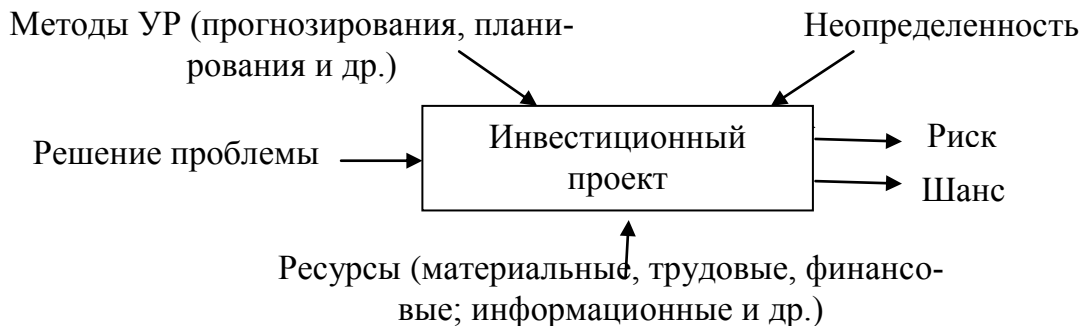 Методы УР (прогнозирования, плани-
рования и др.)
Неопределенность
Решение проблемы
Инвестиционный
проект
Риск
Шанс
Ресурсы (материальные, трудовые, финансо-
вые; информационные и др.)